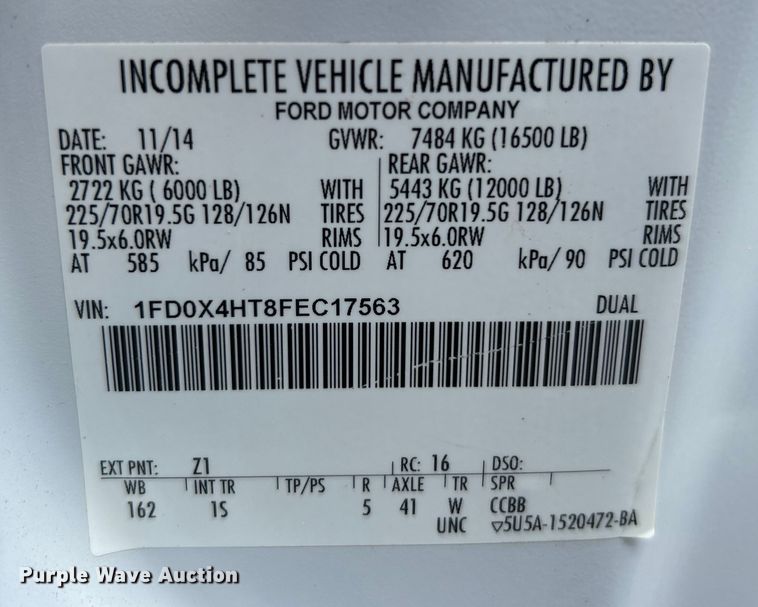 INCOMPLETE VEHICLE MANUFACTURED BY
FORD MOTOR COMPANY
DATE: 11/14 GVWR: 7484 KG (16500 LB)
FRONT GAWR: REAR GAWR:
2722 KG ( 6000 LB) WITH 5443 KG (12000 LB) WITH
225/70R19.5G 128/126N TIRES 225/70R19.5G 128/126N TIRES
19.5x6.0RW RIMS 19.5x6.0RW RIMS
AT 585 kPa/ 85 PSI COLD AT 620 kPa/ 90 PSI COLD
VIN: 1FD0X4HT8FEC17563 DUAL
EXT PNT: Z1 RC: 16 DSO:
WB INT TR TP/PS R AXLE TR SPR
162 1S 5 41 W CCBB
UNC ▽5U5A-1520472-BA
Purple Wave Auction